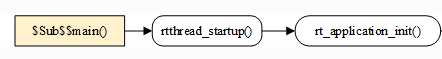 $Sub$$main()
rtthread_startup()
rt_application_init()